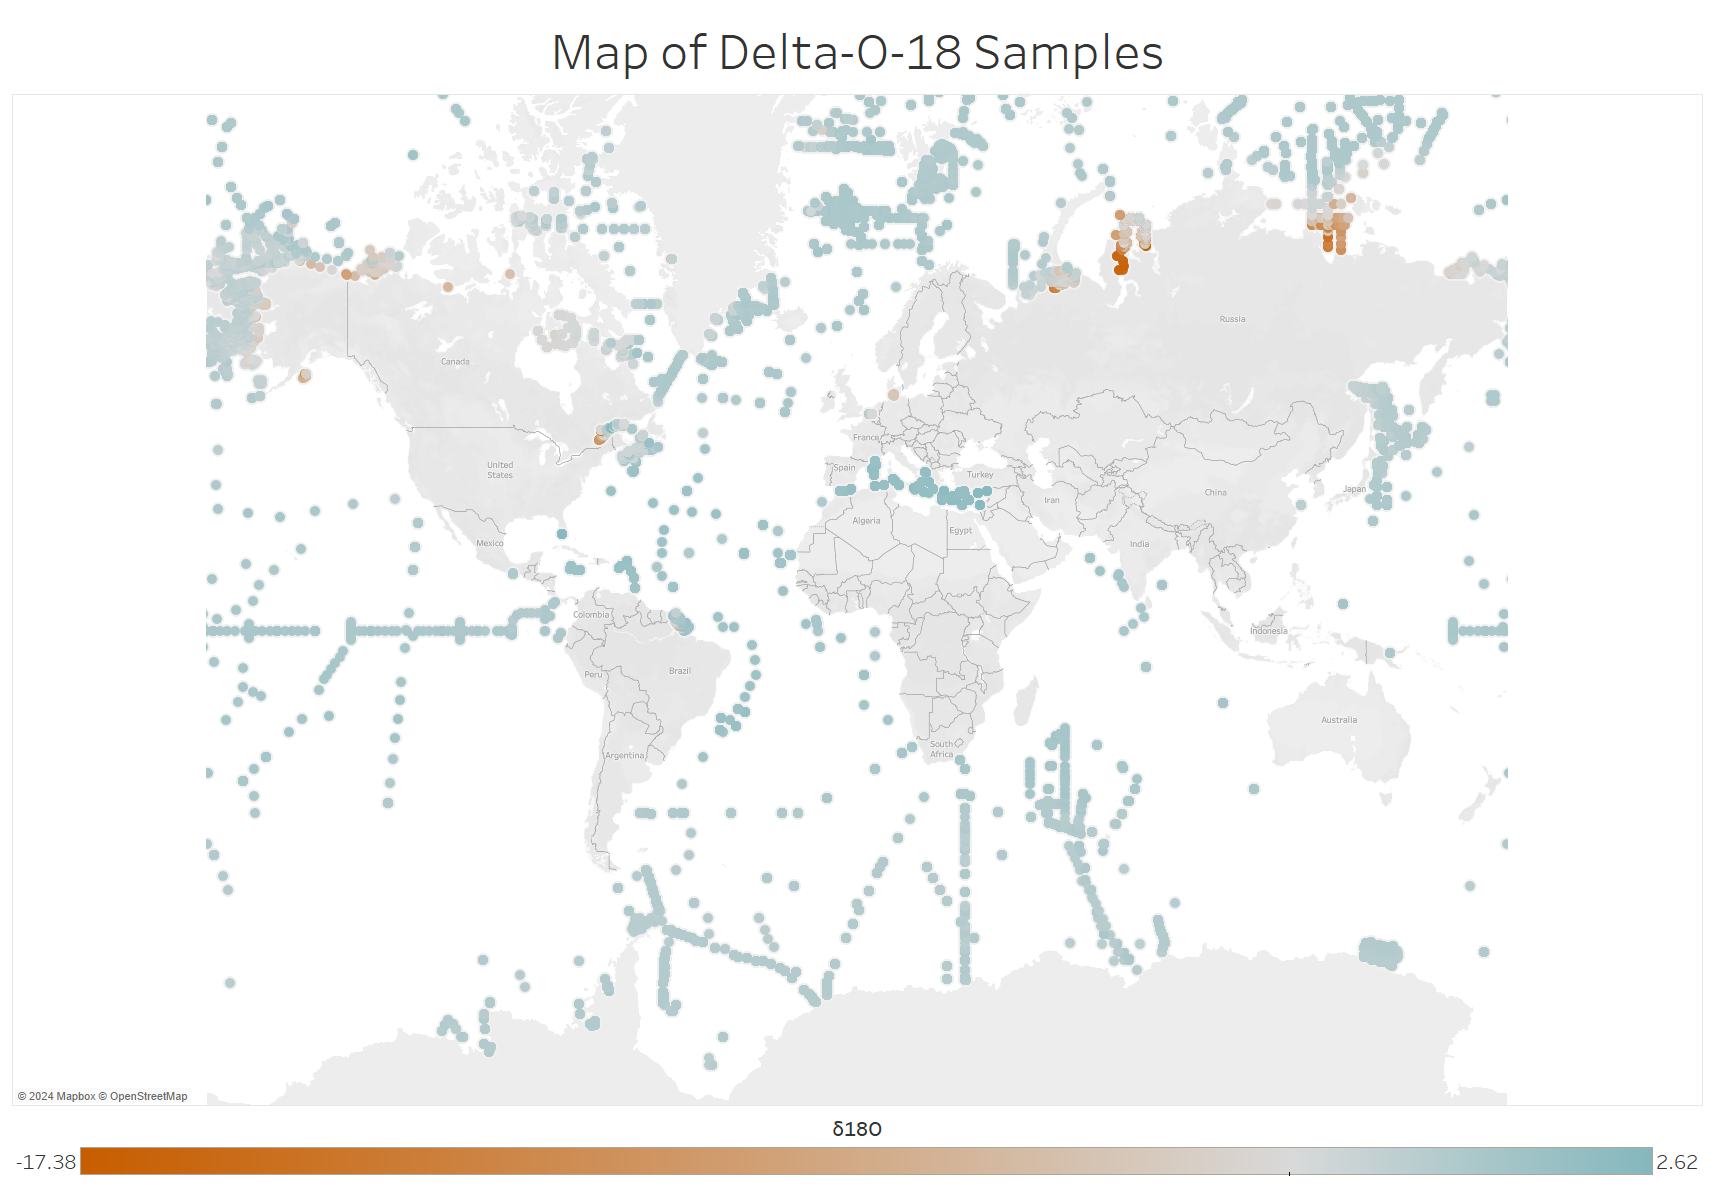 Map of Delta-O-18 Samples
Russia
Canada
France
United
States
Spain
Turkey
Iran
China
Japan
Algeria
Egypt
Mexico
India
Colombia
Indonesia
Peru
Brazil
Australia
South
Africa
Argentina
© 2024 Mapbox © OpenStreetMap
δ18O
-17.38
2.62